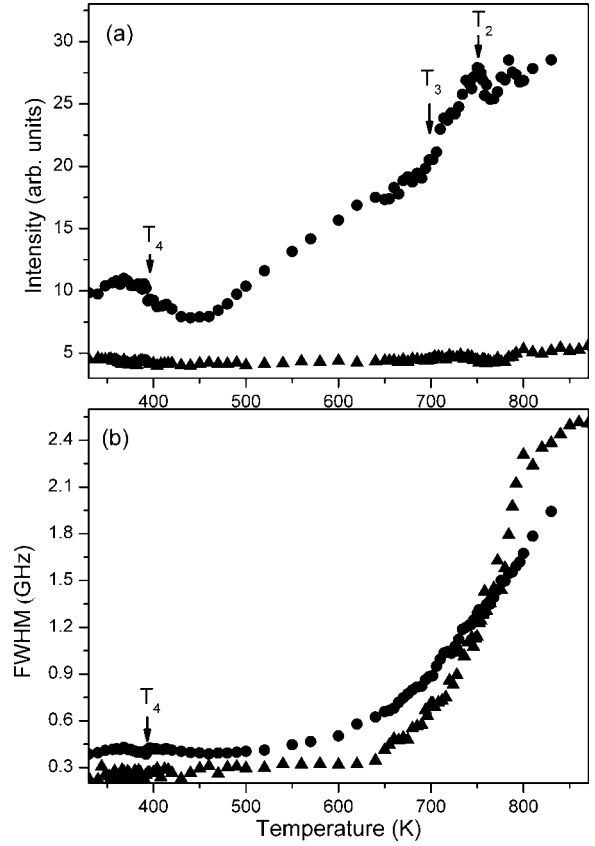 (a)
T2
T3
T4
33
30
25
20
15
10
5
Intensity (arb. units)
400 500 600 700 800
(b)
T4
2.4
2.1
1.8
1.5
1.2
0.9
0.6
0.3
FWHM (GHz)
400 500 600 700 800
Temperature (K)